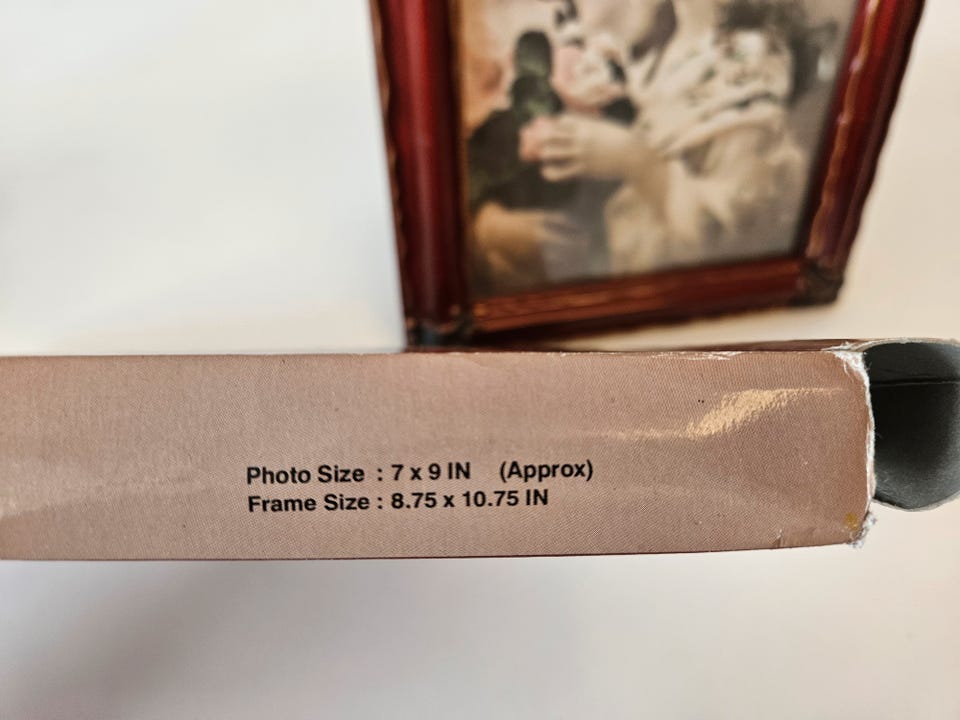 Photo Size : 7 x 9 IN (Approx)
Frame Size : 8.75 x 10.75 IN